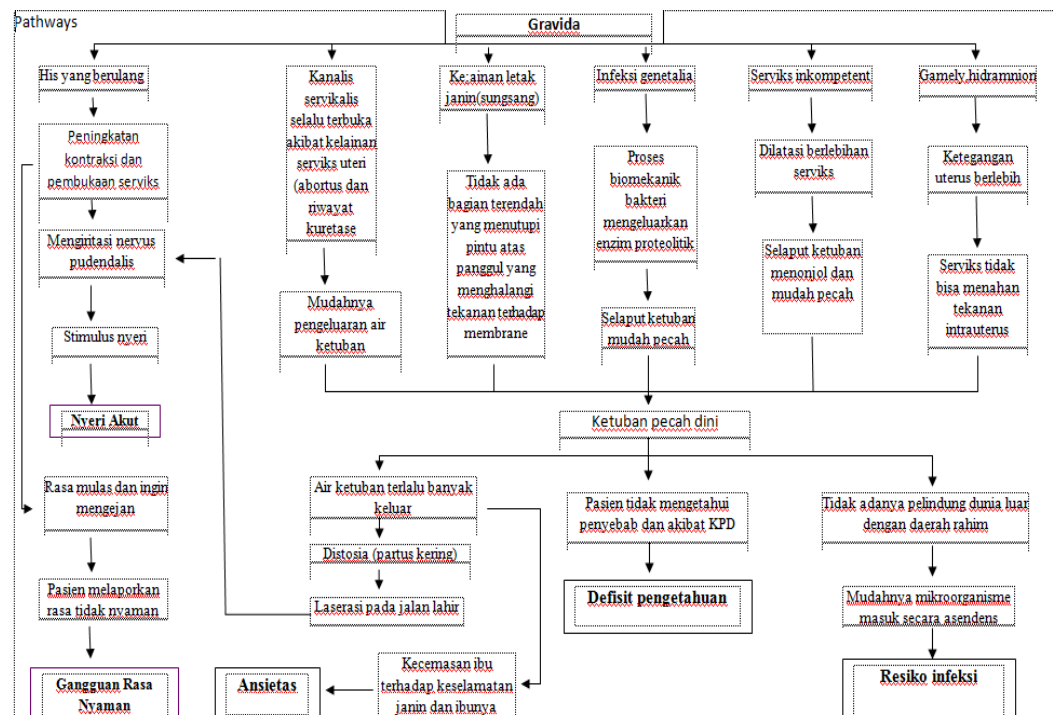 Pathways
Gravida
His yang berulang
Kanalis
servikalis
selalu terbuka
akibat kelainan
serviks uteri
(abortus dan
riwayat
kuretase
Ke;ainan letak
janin(sungsang)
Infeksi genetalia
Serviks inkompetent
Gamely,hidramnion
Peningkatan
kontraksi dan
pembukaan serviks
Tidak ada
bagian terendah
yang menutupi
pintu atas
panggul yang
menghalangi
tekanan terhadap
membrane
Proses
biomekanik
bakteri
mengeluarkan
enzim proteolitik
Dilatasi berlebihan
serviks
Ketegangan
uterus berlebih
Mengiritasi nervus
pudendalis
Mudahnya
pengeluaran air
ketuban
Selaput ketuban
mudah pecah
Selaput ketuban
menonjol dan
mudah pecah
Serviks tidak
bisa menahan
tekanan
intrauterus
Stimulus nyeri
Nyeri Akut
Ketuban pecah dini
Rasa mulas dan ingin
mengejan
Air ketuban terlalu banyak
keluar
Pasien tidak mengetahui
penyebab dan akibat KPD
Tidak adanya pelindung dunia luar
dengan daerah rahim
Distosia (partus kering)
Pasien melaporkan
rasa tidak nyaman
Laserasi pada jalan lahir
Defisit pengetahuan
Mudahnya mikroorganisme
masuk secara asendens
Gangguan Rasa
Nyaman
Ansietas
Kecemasan ibu
terhadap keselamatan
janin dan ibunya
Resiko infeksi